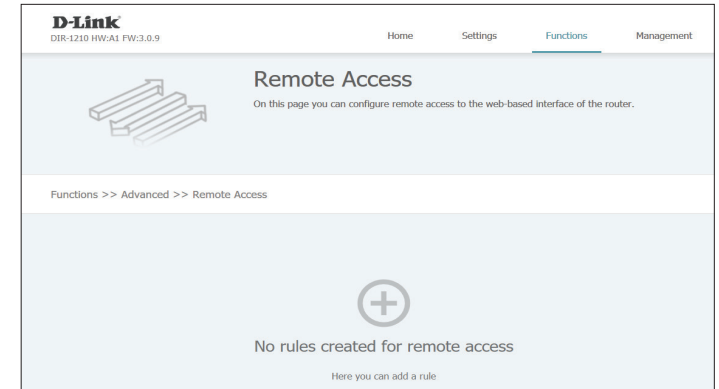 D-Link
DIR-1210 HW:A1 FW:3.0.9
Home Settings Functions Management
Remote Access
On this page you can configure remote access to the web-based interface of the router.
Functions >> Advanced >> Remote Access
No rules created for remote access
Here you can add a rule